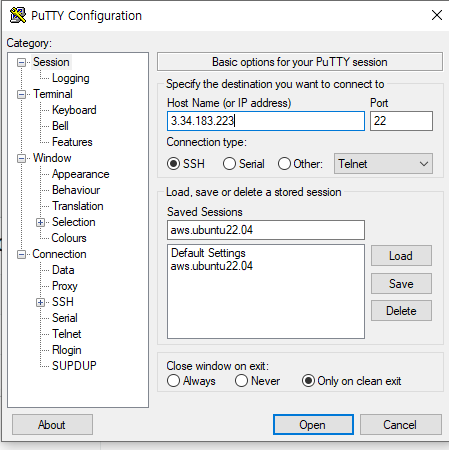 PuTTY Configuration
Category:
Session
Logging
Terminal
Keyboard
Bell
Features
Window
Appearance
Behaviour
Translation
Selection
Colours
Connection
Data
Proxy
SSH
Serial
Telnet
Rlogin
SUPDUP
Basic options for your PuTTY session
Specify the destination you want to connect to
Host Name (or IP address) Port
3.34.183.223 22
Connection type:
SSH Serial Other: Telnet
Load, save or delete a stored session
Saved Sessions
aws.ubuntu22.04
Default Settings
aws.ubuntu22.04
Load
Save
Delete
Close window on exit:
Always Never Only on clean exit
About Open Cancel